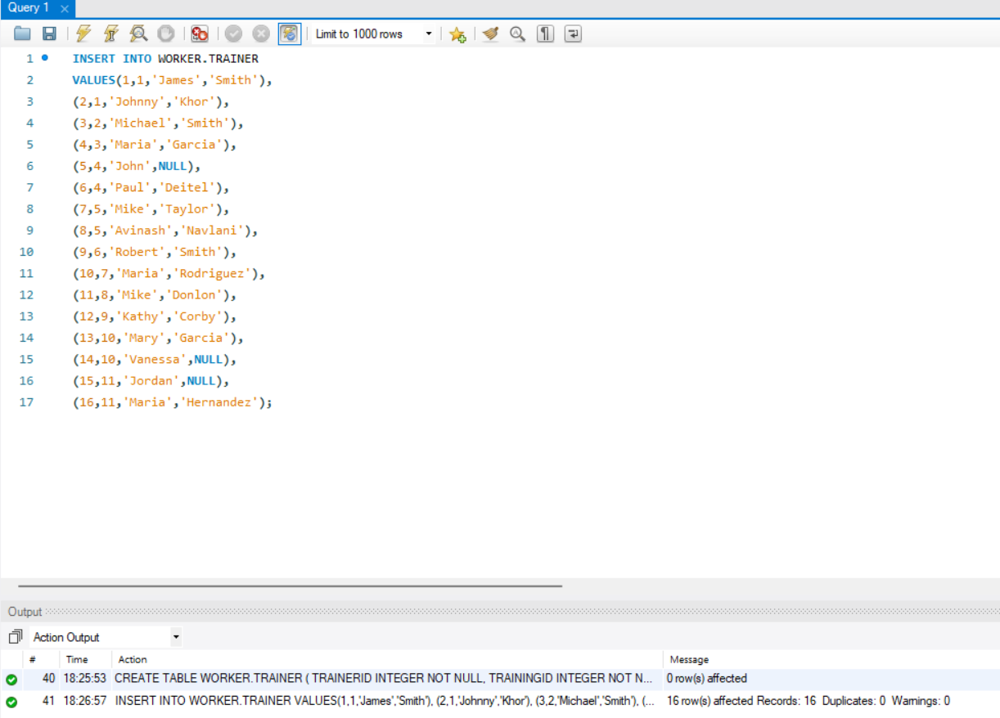 Query 1
Limit to 1000 rows
1 INSERT INTO WORKER.TRAINER
2 VALUES(1,1,'James','Smith'),
3 (2,1,'Johnny','Khor'),
4 (3,2,'Michael','Smith'),
5 (4,3,'Maria','Garcia'),
6 (5,4,'John',NULL),
7 (6,4,'Paul','Deitel'),
8 (7,5,'Mike','Taylor'),
9 (8,5,'Avinash','Navlani'),
10 (9,6,'Robert','Smith'),
11 (10,7,'Maria','Rodriguez'),
12 (11,8,'Mike','Donlon'),
13 (12,9,'Kathy','Corby'),
14 (13,10,'Mary','Garcia'),
15 (14,10,'Vanessa',NULL),
16 (15,11,'Jordan',NULL),
17 (16,11,'Maria','Hernandez');
Output
Action Output
# Time Action Message
40 18:25:53 CREATE TABLE WORKER.TRAINER ( TRAINERID INTEGER NOT NULL, TRAININGID INTEGER NOT N... 0 row(s) affected
41 18:26:57 INSERT INTO WORKER.TRAINER VALUES(1,1,'James','Smith'), (2,1,'Johnny','Khor'), (3,2,'Michael','Smith'), (... 16 row(s) affected Records: 16 Duplicates: 0 Warnings: 0